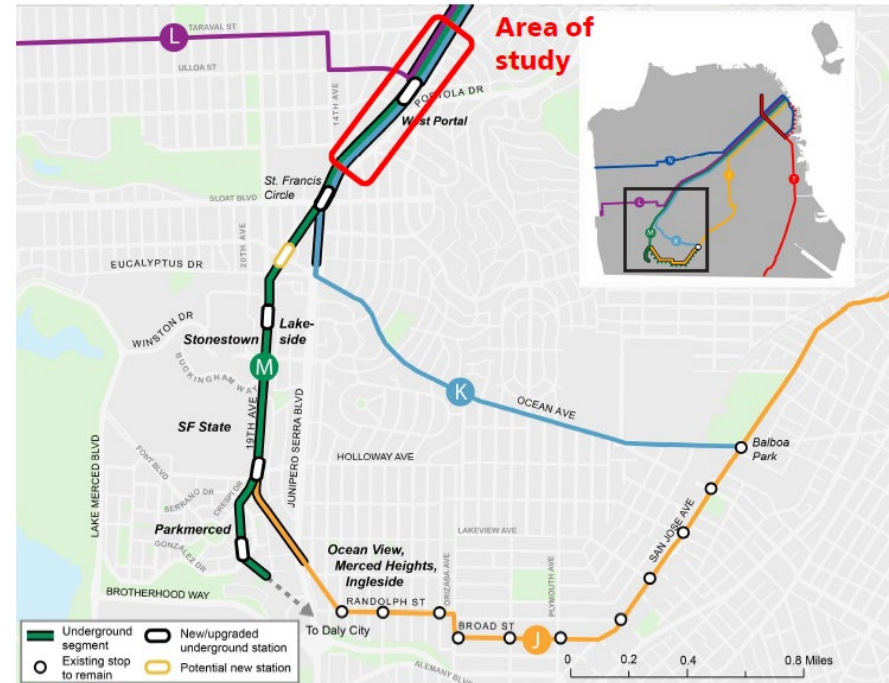 Area of
study
TARAVAL ST
L
ULLOA ST
14TH AVE
PORTOLA DR
West Portal
St. Francis
Circle
SLOAT BLVD
20TH AVE
EUCALYPTUS DR
WINSTON DR
Stonestown
Lake-
side
BUCKINGHAM WAY
M
K
OCEAN AVE
SF State
19TH AVE
JUNIPERO SERRA BLVD
Balboa
Park
LAKE MERCED BLVD
FONT BLVD
HOLLOWAY AVE
SERRANO DR
CRESPI DR
SAN JOSE AVE
LAKEVIEW AVE
Parkmerced
GONZALEZ DR
Ocean View,
Merced Heights,
Ingleside
ORIZABA AVE
PLYMOUTH AVE
BROTHERHOOD WAY
RANDOLPH ST
To Daly City
BROAD ST
J
ALEMANY BLVD
Underground
segment
New/upgraded
underground station
Existing stop
to remain
Potential new station
0 0.2 0.4 0.8 Miles
N
J
L
T
M
K